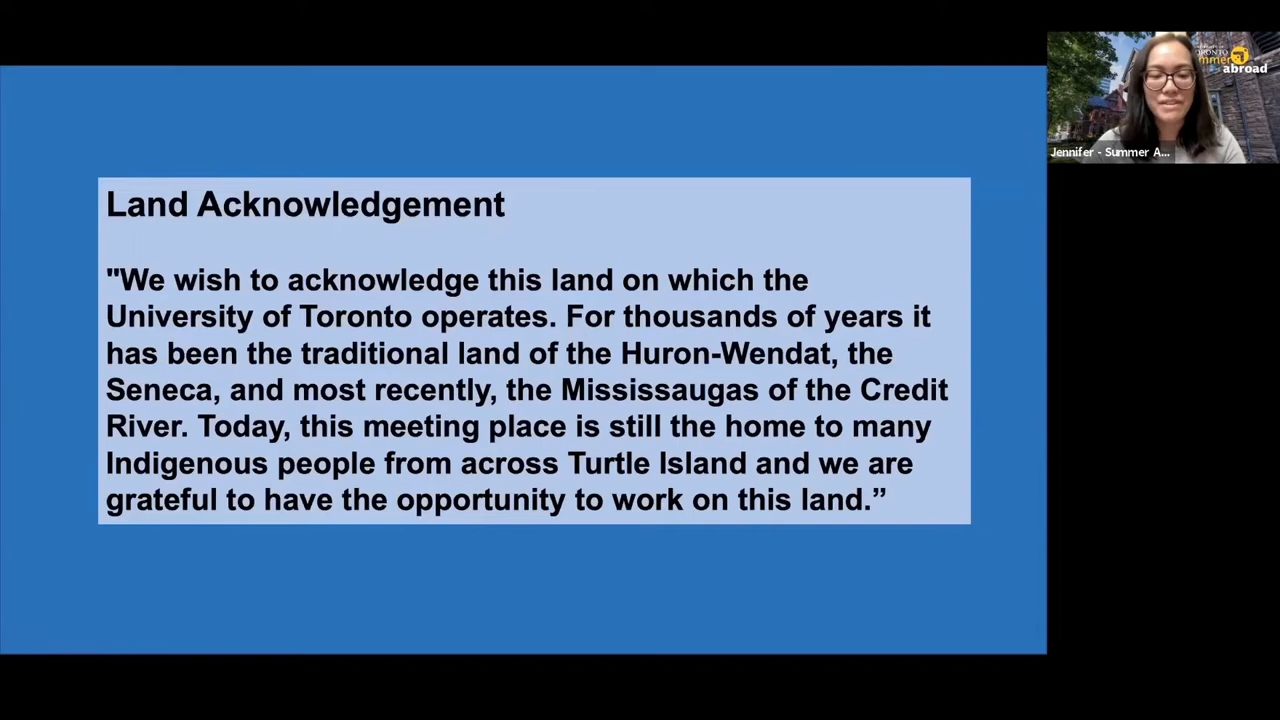 Land Acknowledgement
"We wish to acknowledge this land on which the
University of Toronto operates. For thousands of years it
has been the traditional land of the Huron-Wendat, the
Seneca, and most recently, the Mississaugas of the Credit
River. Today, this meeting place is still the home to many
Indigenous people from across Turtle Island and we are
grateful to have the opportunity to work on this land.”
abroad
Jennifer - Summer A...